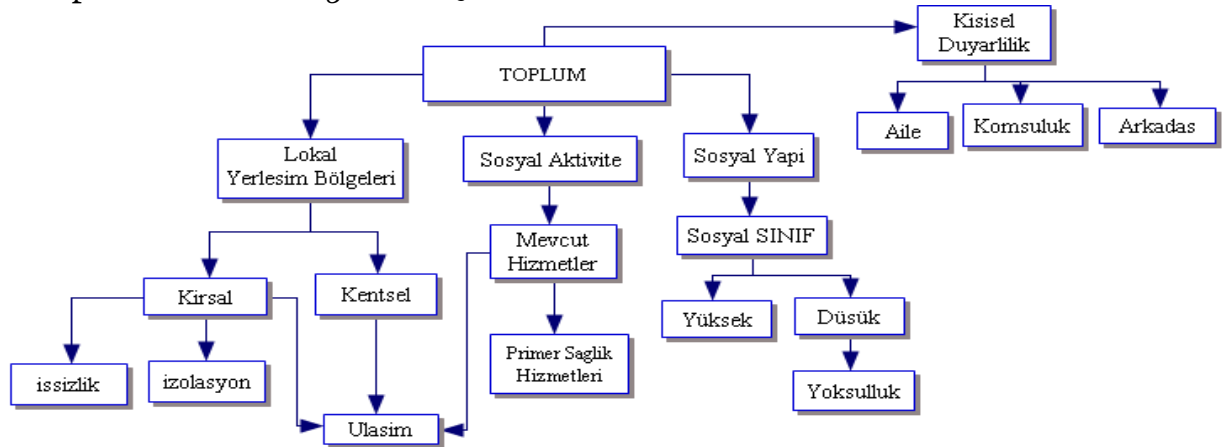 Kisisel
Duyarlilik
TOPLUM
Aile
Komsuluk
Arkadas
Lokal
Yerlesim Bölgeleri
Sosyal Aktivite
Sosyal Yapi
Mevcut
Hizmetler
Sosyal SINIF
Kirsal
Kentsel
Yüksek
Düsük
issizlik
izolasyon
Primer Saglik
Hizmetleri
Yoksulluk
Ulasim